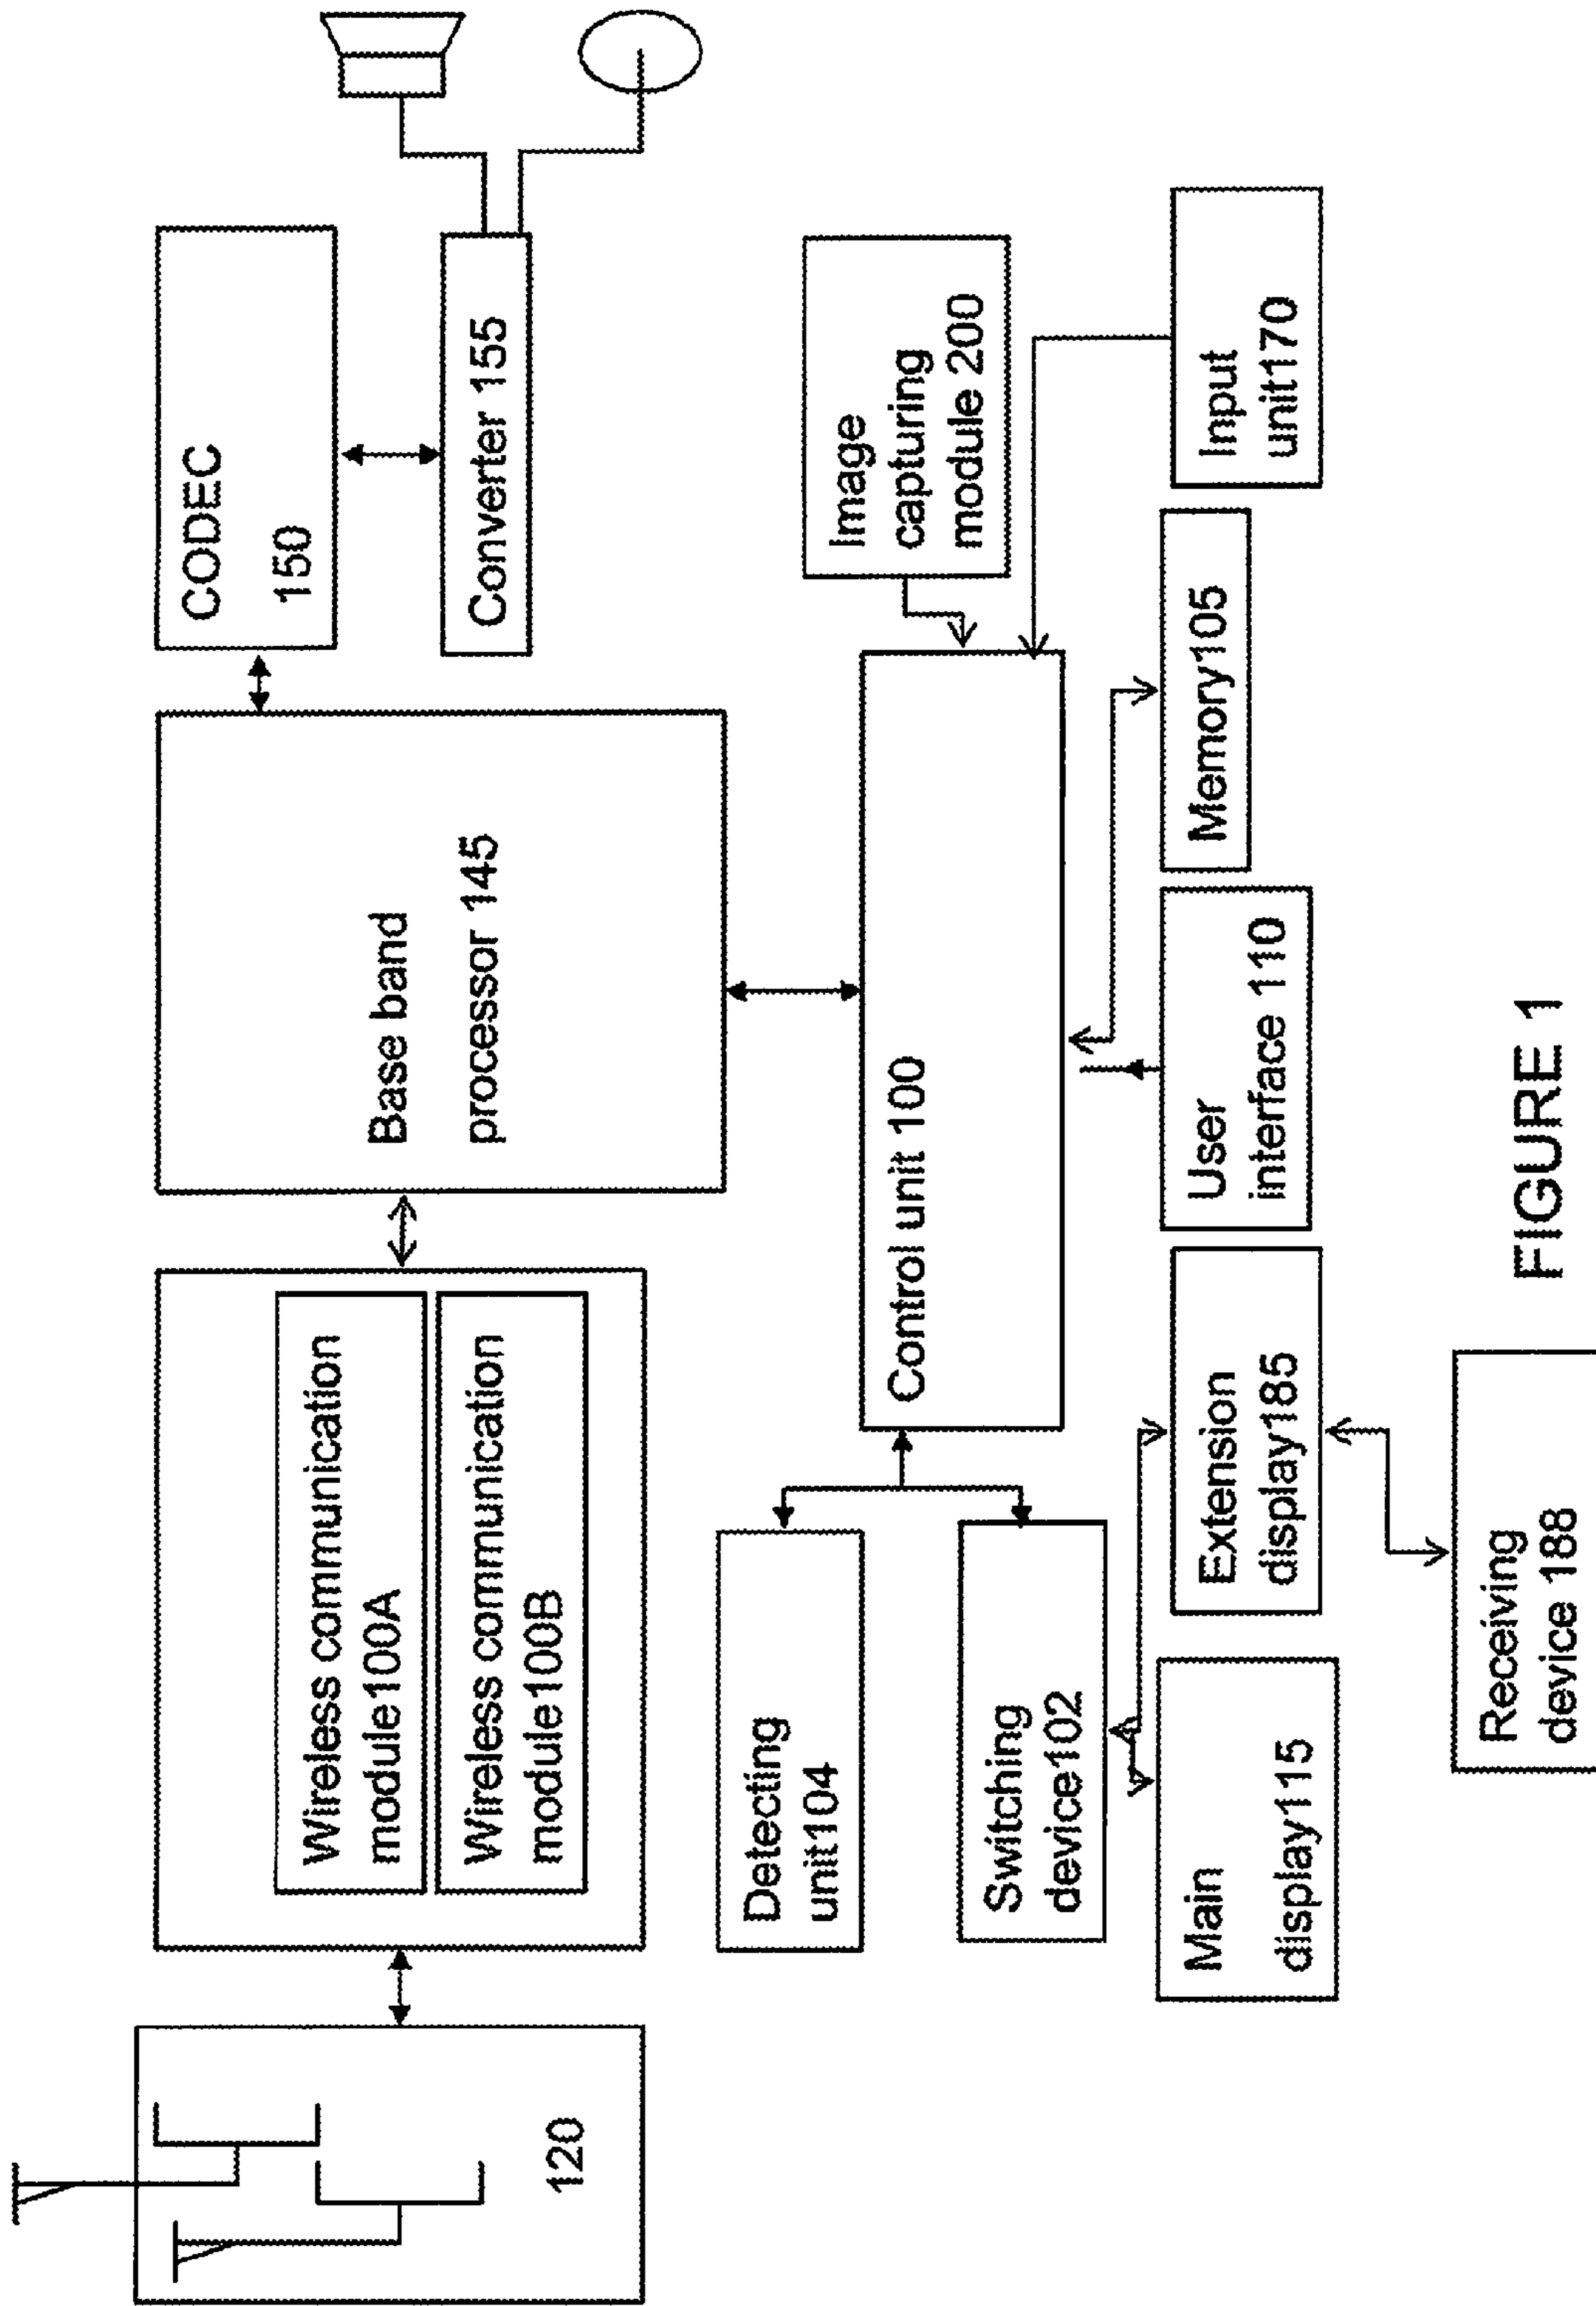 120
Wireless communication
module100A
Wireless communication
module100B
Base band
processor 145
CODEC
150
Converter 155
Detecting
unit104
Control unit 100
Image
capturing
module 200
Switching
device102
Main
display115
Extension
display185
User
interface 110
Memory105
Input
unit170
Receiving
device 188
FIGURE 1